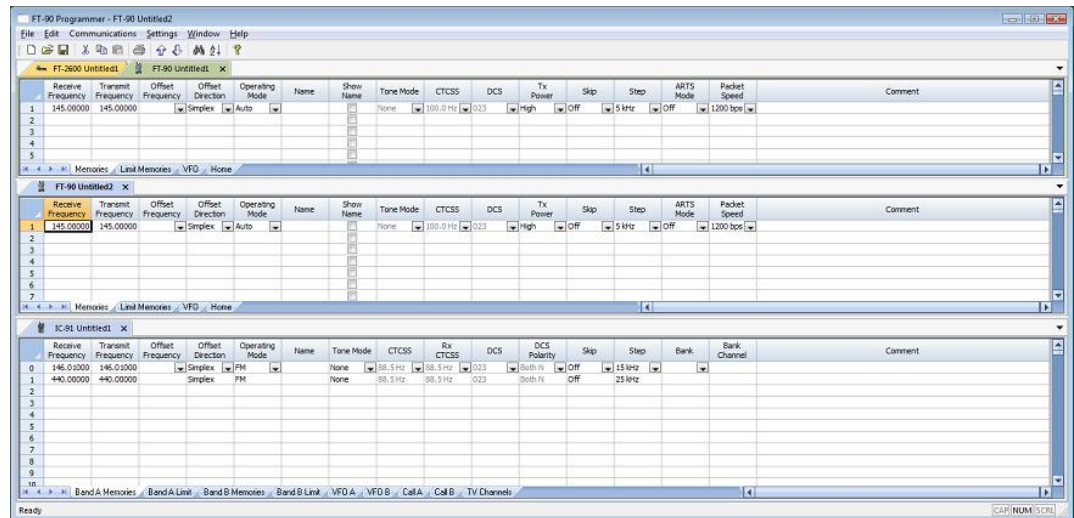 FT-90 Programmer - FT-90 Untitled2
File Edit Communications Settings Window Help
FT-2600 Untitled1 FT-90 Untitled1 x
Receive Frequency Transmit Frequency Offset Frequency Offset Direction Operating Mode Name Show Name Tone Mode CTCSS DCS Tx Power Skip Step ARTS Mode Packet Speed Comment
1 145.00000 145.00000 Simplex Auto None 100.0 Hz 023 High Off 5 kHz Off 1200 bps
2
3
4
5
Memories Limit Memories VFO Home
FT-90 Untitled2 x
Receive Frequency Transmit Frequency Offset Frequency Offset Direction Operating Mode Name Show Name Tone Mode CTCSS DCS Tx Power Skip Step ARTS Mode Packet Speed Comment
1 145.00000 145.00000 Simplex Auto None 100.0 Hz 023 High Off 5 kHz Off 1200 bps
2
3
4
5
6
7
Memories Limit Memories VFO Home
IC-91 Untitled1 x
Receive Frequency Transmit Frequency Offset Frequency Offset Direction Operating Mode Name Tone Mode CTCSS Rx CTCSS DCS DCS Polarity Skip Step Bank Bank Channel Comment
0 146.01000 146.01000 Simplex FM None 88.5 Hz 88.5 Hz 023 Both N Off 15 kHz
1 440.00000 440.00000 Simplex FM None 88.5 Hz 88.5 Hz 023 Both N Off 25 kHz
2
3
4
5
6
7
8
9
10
Band A Memories Band A Limit Band B Memories Band B Limit VFO A VFO B Call A Call B TV Channels
Ready CAP NUM SCRL